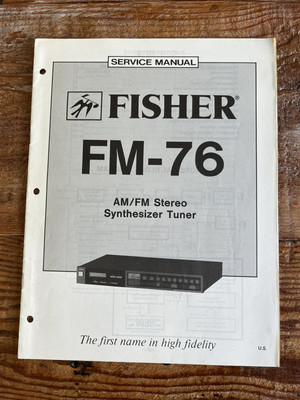 SERVICE MANUAL
FISHER®
FM-76
AM/FM Stereo
Synthesizer Tuner
The first name in high fidelity
U.S.